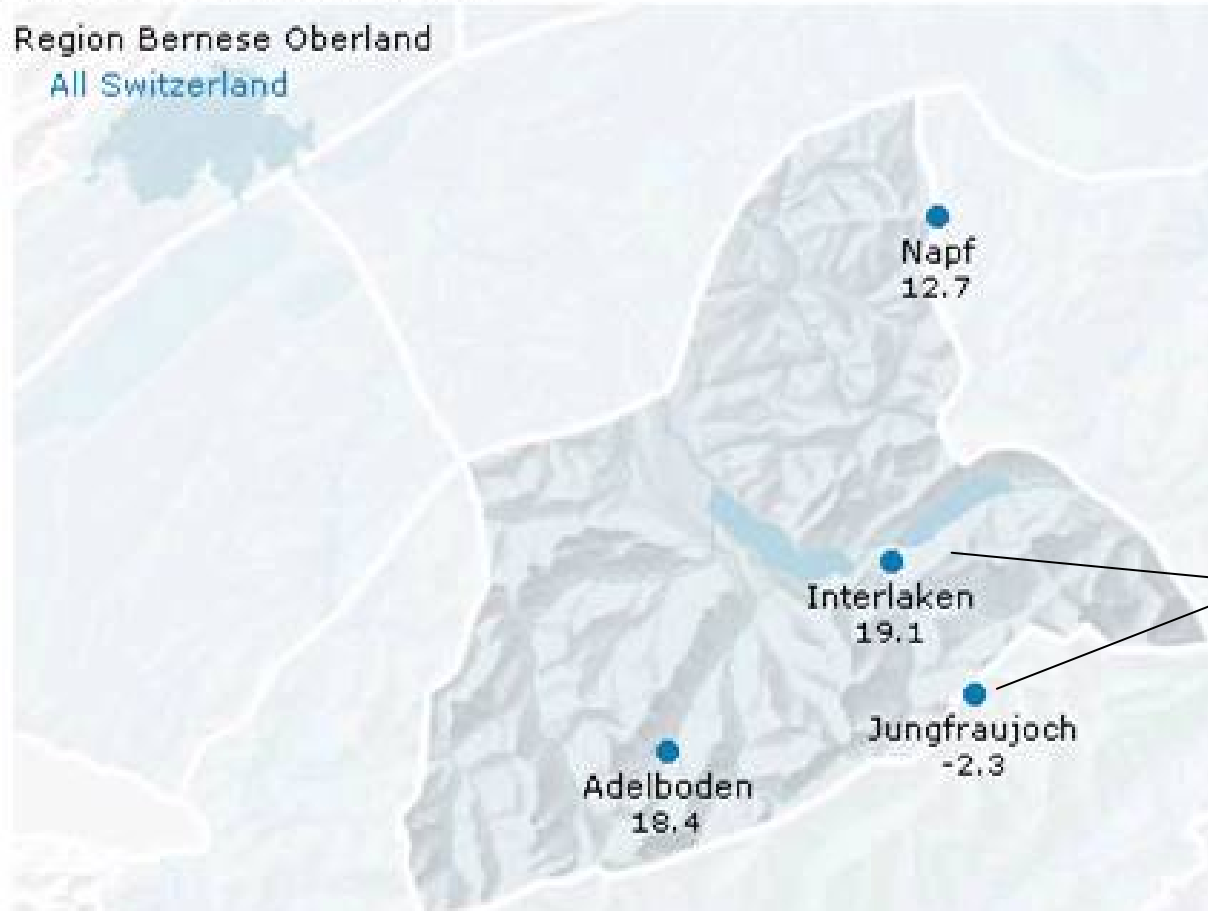 Region Bernese Oberland
All Switzerland
Napf
12.7
Interlaken
19.1
Jungfraujoch
-2.3
Adelboden
18.4